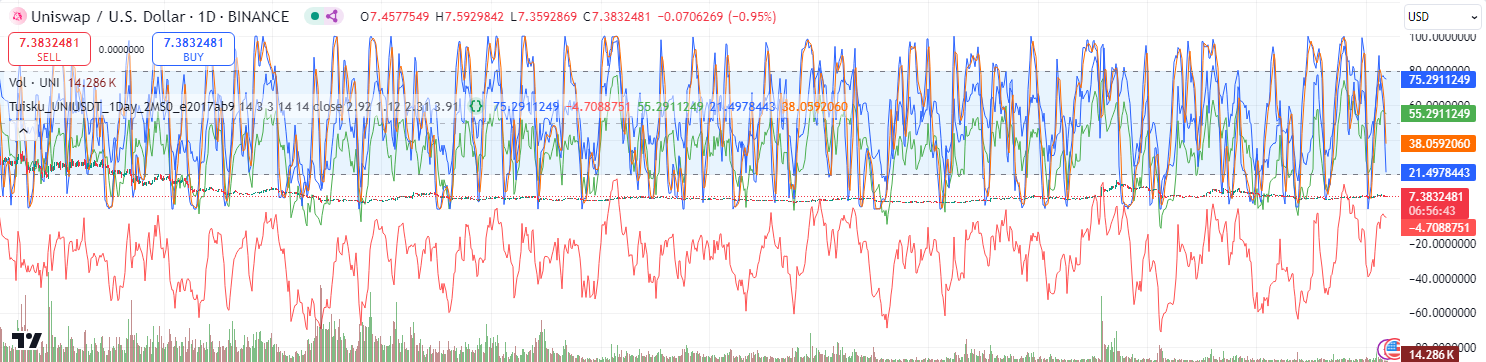 Uniswap / U.S. Dollar · 1D · BINANCE O7.4577549 H7.5929842 L7.3592869 C7.3832481 −0.0706269 (−0.95%)
USD
7.3832481 SELL 0.0000000 7.3832481 BUY
Vol · UNI 14.286 K
Tuisku_UNIUSDT_1Day_2MS0_e2017ab9 14 3 3 14 14 close 2.92 1.12 2.31 3.91 {} 75.2911249 −4.7088751 55.2911249 21.4978443 38.0592060
100.0000000
80.0000000
75.2911249
60.0000000
55.2911249
38.0592060
21.4978443
7.3832481
06:56:43
−4.7088751
−20.0000000
−40.0000000
−60.0000000
−80.0000000
14.286 K